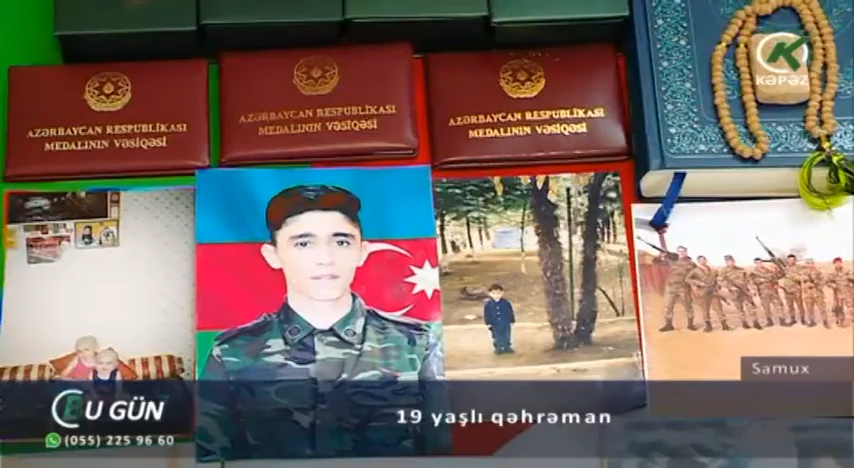 KəPəZ
AZƏRBAYCAN RESPUBLİKASI
MEDALININ VƏSİQƏSİ
AZƏRBAYCAN RESPUBLİKASI
MEDALININ VƏSİQƏSİ
AZƏRBAYCAN RESPUBLİKASI
MEDALININ VƏSİQƏSİ
Samux
BU GÜN
19 yaşlı qəhrəman
(055) 225 96 60